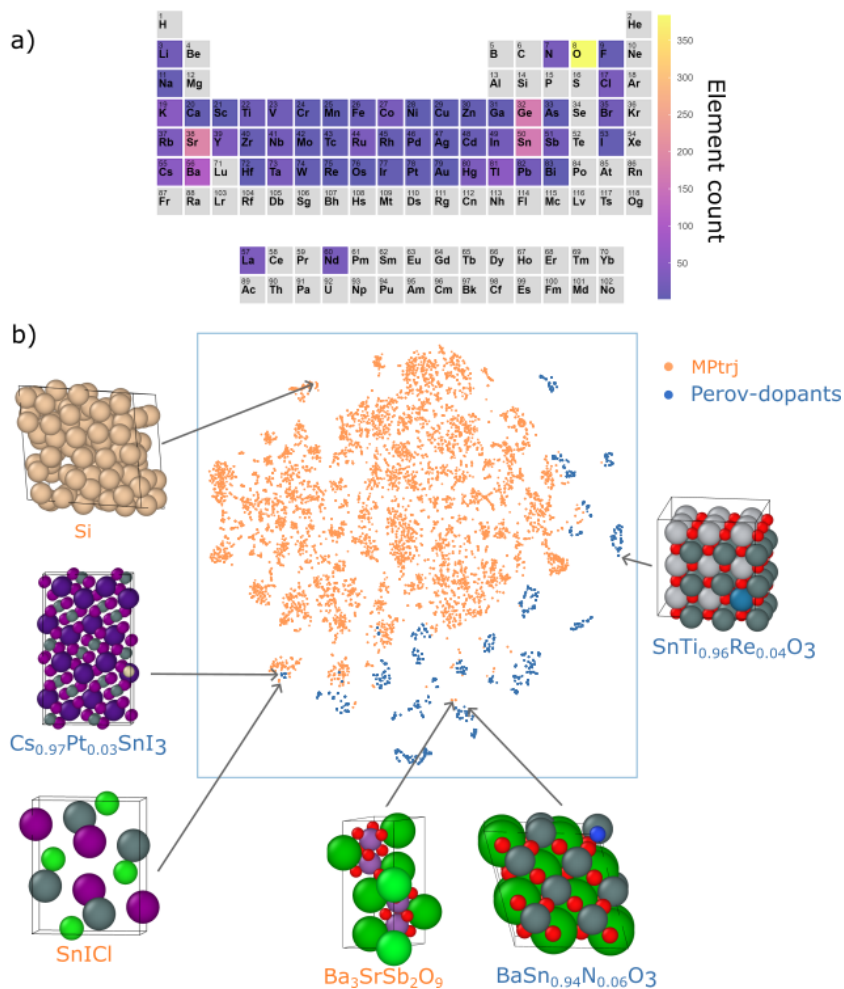 a)
1 2
H He
3 4 5 6 7 8 9 10
Li Be B C N O F Ne
11 12 13 14 15 16 17 18
Na Mg Al Si P S Cl Ar
19 20 21 22 23 24 25 26 27 28 29 30 31 32 33 34 35 36
K Ca Sc Ti V Cr Mn Fe Co Ni Cu Zn Ga Ge As Se Br Kr
37 38 39 40 41 42 43 44 45 46 47 48 49 50 51 52 53 54
Rb Sr Y Zr Nb Mo Tc Ru Rh Pd Ag Cd In Sn Sb Te I Xe
55 56 71 72 73 74 75 76 77 78 79 80 81 82 83 84 85 86
Cs Ba Lu Hf Ta W Re Os Ir Pt Au Hg Tl Pb Bi Po At Rn
87 88 103 104 105 106 107 108 109 110 111 112 113 114 115 116 117 118
Fr Ra Lr Rf Db Sg Bh Hs Mt Ds Rg Cn Nh Fl Mc Lv Ts Og
57 58 59 60 61 62 63 64 65 66 67 68 69 70
La Ce Pr Nd Pm Sm Eu Gd Tb Dy Ho Er Tm Yb
89 90 91 92 93 94 95 96 97 98 99 100 101 102
Ac Th Pa U Np Pu Am Cm Bk Cf Es Fm Md No
350
300
250
200
150
100
50
Element count
b)
MPtrj
Perov-dopants
Si
SnTi0.96Re0.04O3
Cs0.97Pt0.03SnI3
SnICl
Ba3SrSb2O9
BaSn0.94N0.06O3